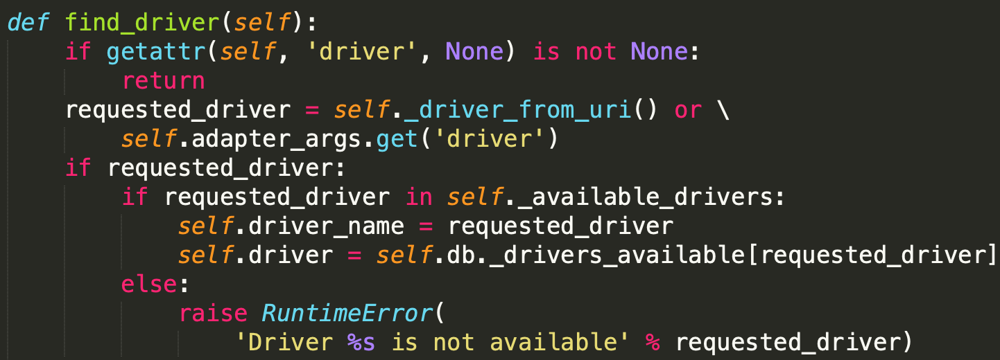 def find_driver(self):
    if getattr(self, 'driver', None) is not None:
        return
    requested_driver = self._driver_from_uri() or \
        self.adapter_args.get('driver')
    if requested_driver:
        if requested_driver in self._available_drivers:
            self.driver_name = requested_driver
            self.driver = self.db._drivers_available[requested_driver]
        else:
            raise RuntimeError(
                'Driver %s is not available' % requested_driver)